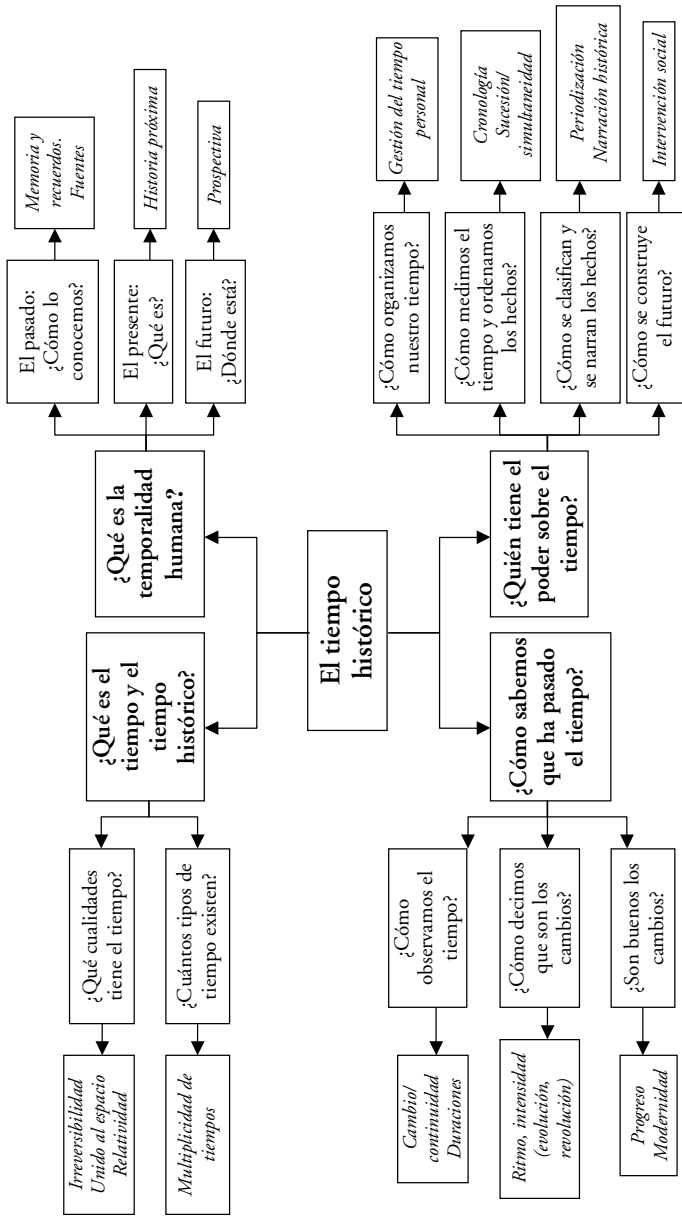 El tiempo
histórico
¿Qué es el
tiempo y el
tiempo
histórico?
¿Qué cualidades
tiene el tiempo?
Irreversibilidad
Unido al espacio
Relatividad
¿Cuántos tipos de
tiempo existen?
Multiplicidad de
tiempos
¿Qué es la
temporalidad
humana?
El pasado:
¿Cómo lo
conocemos?
Memoria y
recuerdos.
Fuentes
El presente:
¿Qué es?
Historia próxima
El futuro:
¿Dónde está?
Prospectiva
¿Cómo sabemos
que ha pasado
el tiempo?
¿Cómo
observamos el
tiempo?
Cambio/
continuidad
Duraciones
¿Cómo decimos
que son los
cambios?
Ritmo, intensidad
(evolución,
revolución)
¿Son buenos los
cambios?
Progreso
Modernidad
¿Quién tiene el
poder sobre el
tiempo?
¿Cómo organizamos
nuestro tiempo?
Gestión del tiempo
personal
¿Cómo medimos el
tiempo y ordenamos
los hechos?
Cronología
Sucesión/
simultaneidad
¿Cómo se clasifican y
se narran los hechos?
Periodización
Narración histórica
¿Cómo se construye
el futuro?
Intervención social